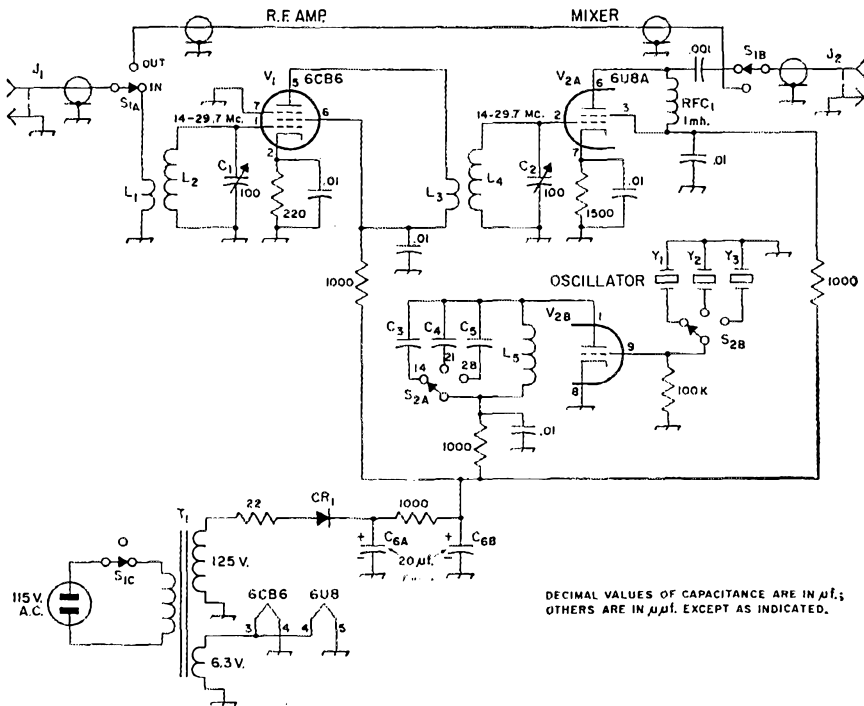 R.F. AMP.
MIXER
J1
OUT
IN
S1A
V1
6CB6
5
7
1
6
2
14-29.7 Mc.
L1
L2
C1
100
220
.01
.01
L3
L4
14-29.7 Mc.
C2
100
V2A
6U8A
6
2
3
7
1500
.01
.001
S1B
J2
RFC1
1mh.
.01
1000
1000
OSCILLATOR
Y1
Y2
Y3
S2B
V2B
1
9
8
100K
C3
C4
C5
14
21
28
S2A
L5
1000
.01
T1
22
CR1
1000
C6A
20 µf.
C6B
+
-
+
-
S1C
115 V.
A.C.
125 V.
6.3 V.
6CB6
6U8
3
4
4
5
DECIMAL VALUES OF CAPACITANCE ARE IN µf.;
OTHERS ARE IN µµf. EXCEPT AS INDICATED.